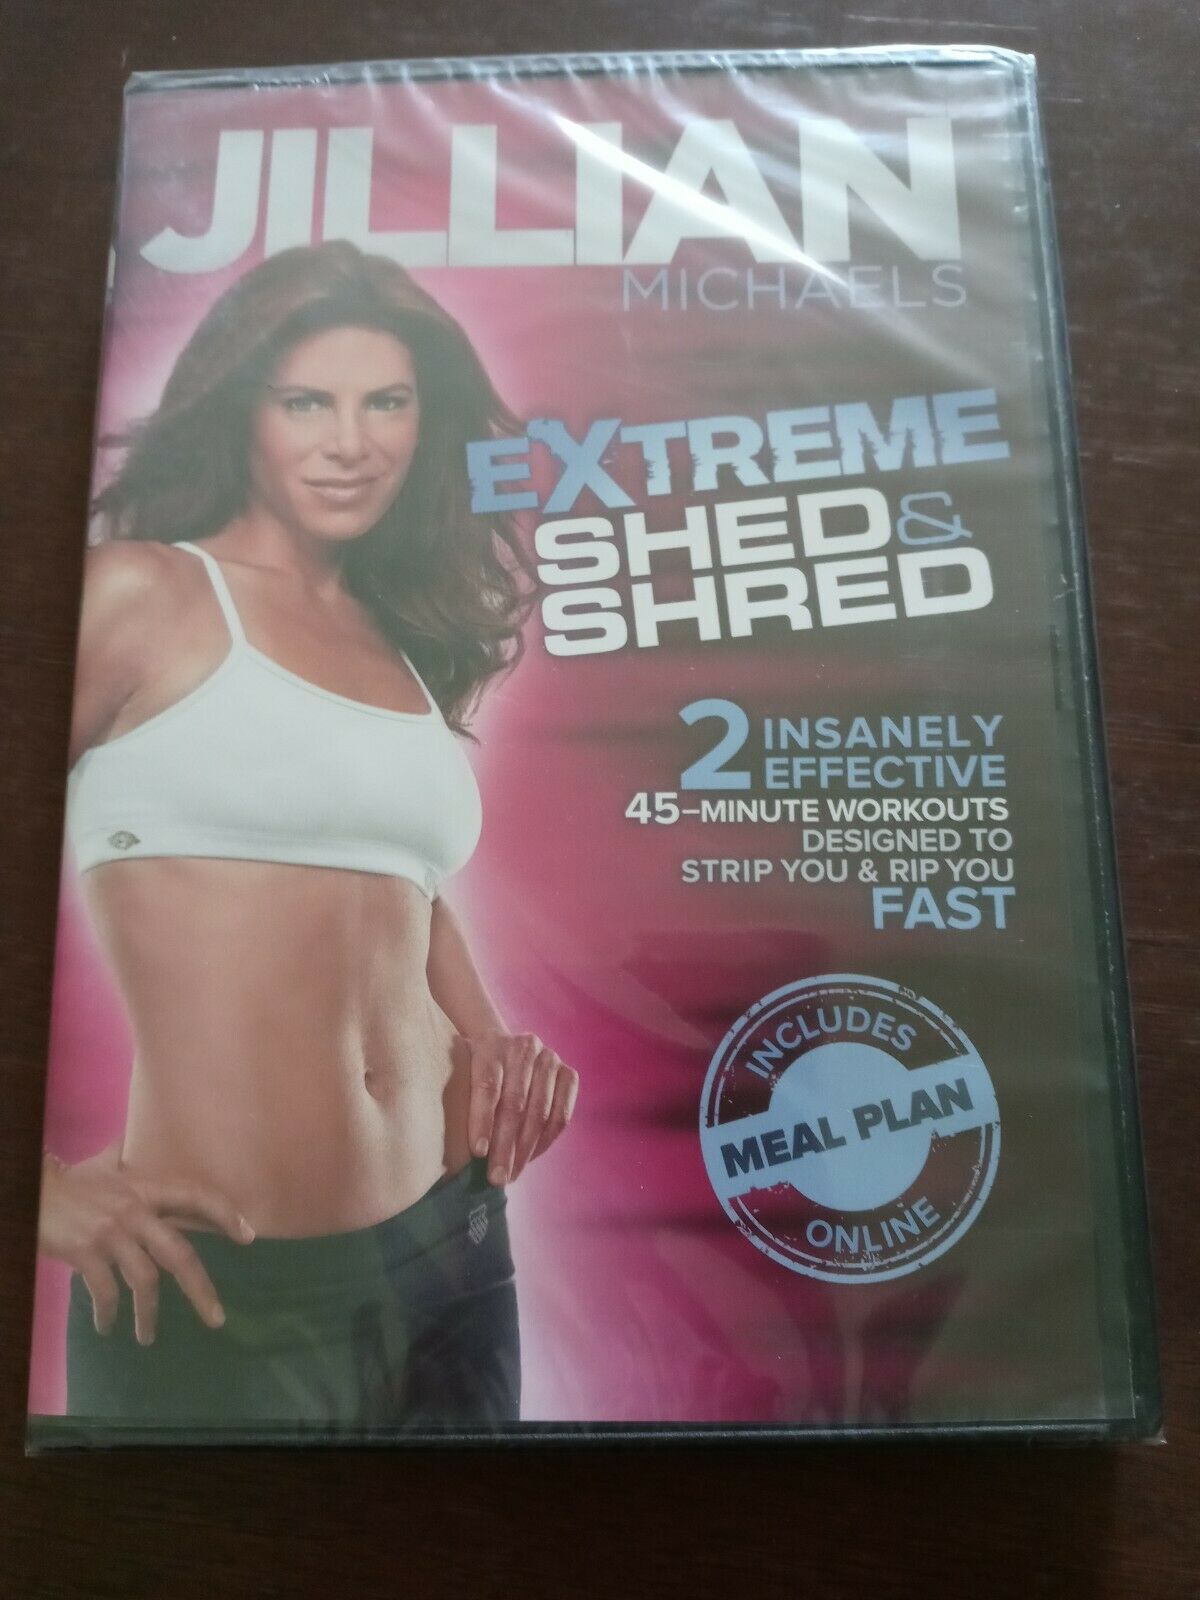 JILLIAN
MICHAELS
EXTREME
SHED &
SHRED
2 INSANELY
EFFECTIVE
45-MINUTE WORKOUTS
DESIGNED TO
STRIP YOU & RIP YOU
FAST
INCLUDES
MEAL PLAN
ONLINE